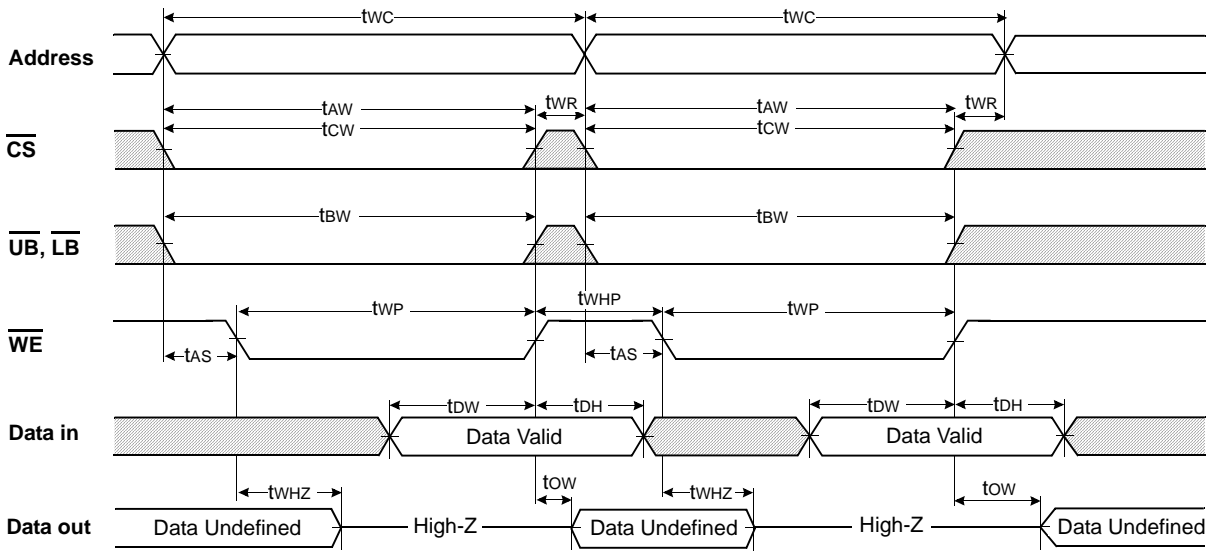 tWC tWC
Address
tAW tWR tAW tWR
tCW tCW
CS
tBW tBW
UB, LB
tWP tWHP tWP
WE
tAS tAS
tDW tDH tDW tDH
Data in Data Valid Data Valid
tWHZ tOW tWHZ tOW
Data out Data Undefined High-Z Data Undefined High-Z Data Undefined